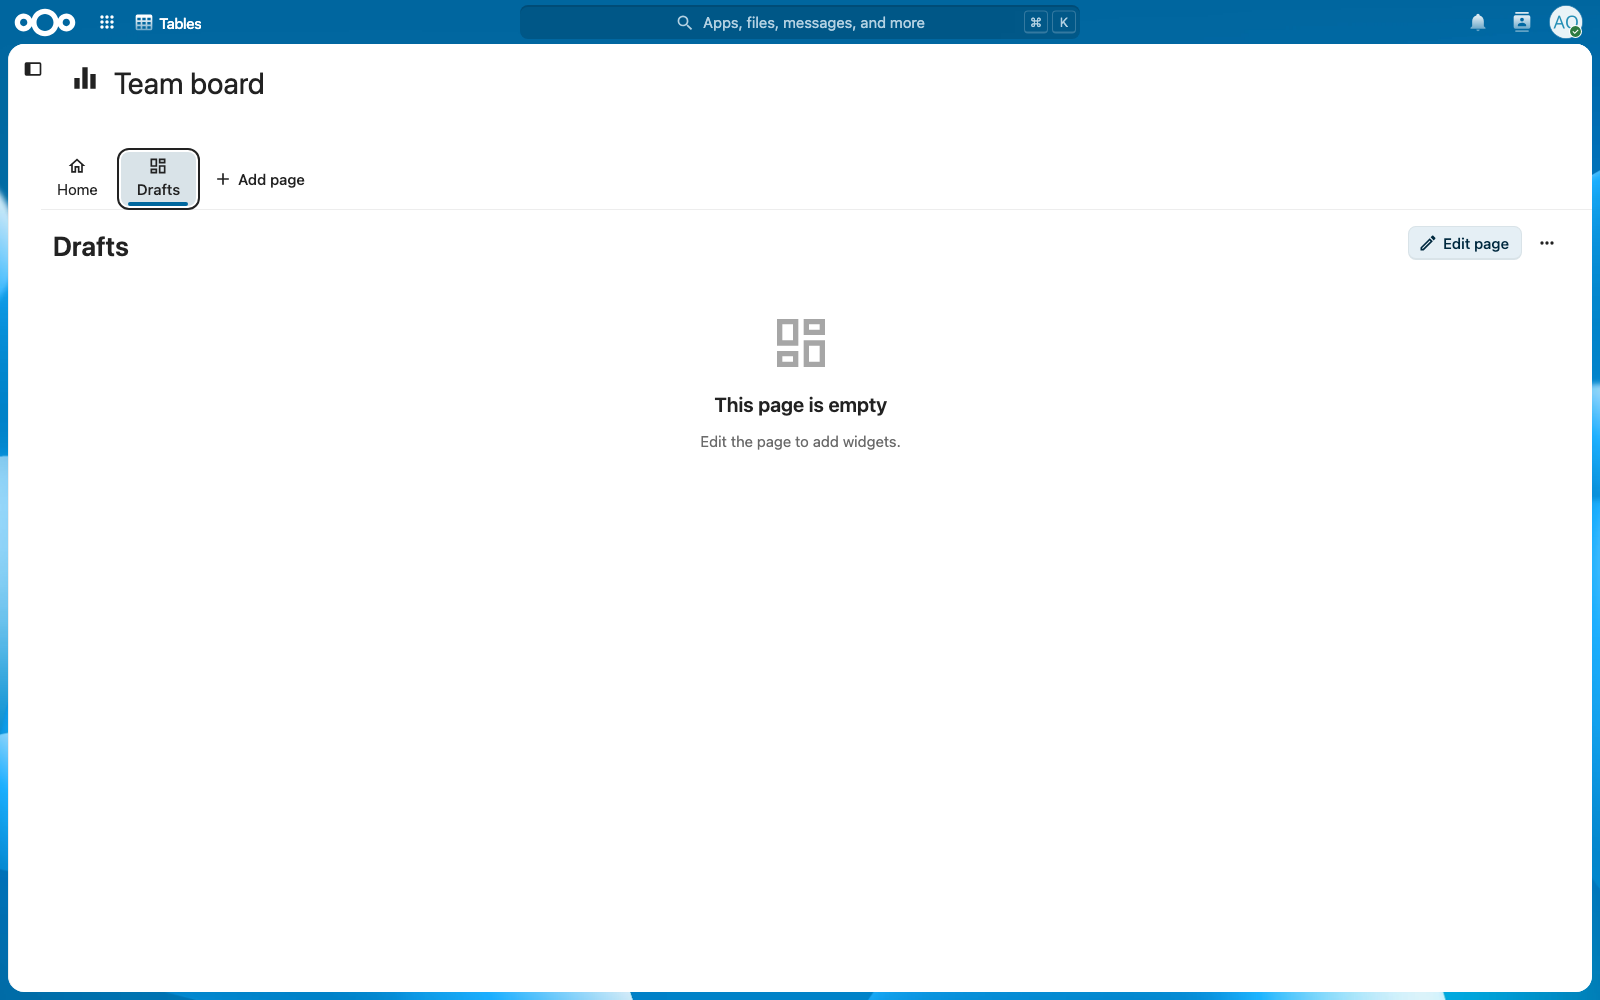 Tables
Apps, files, messages, and more
⌘ K
AO
Team board
Home
Drafts
Add page
Drafts
Edit page
This page is empty
Edit the page to add widgets.